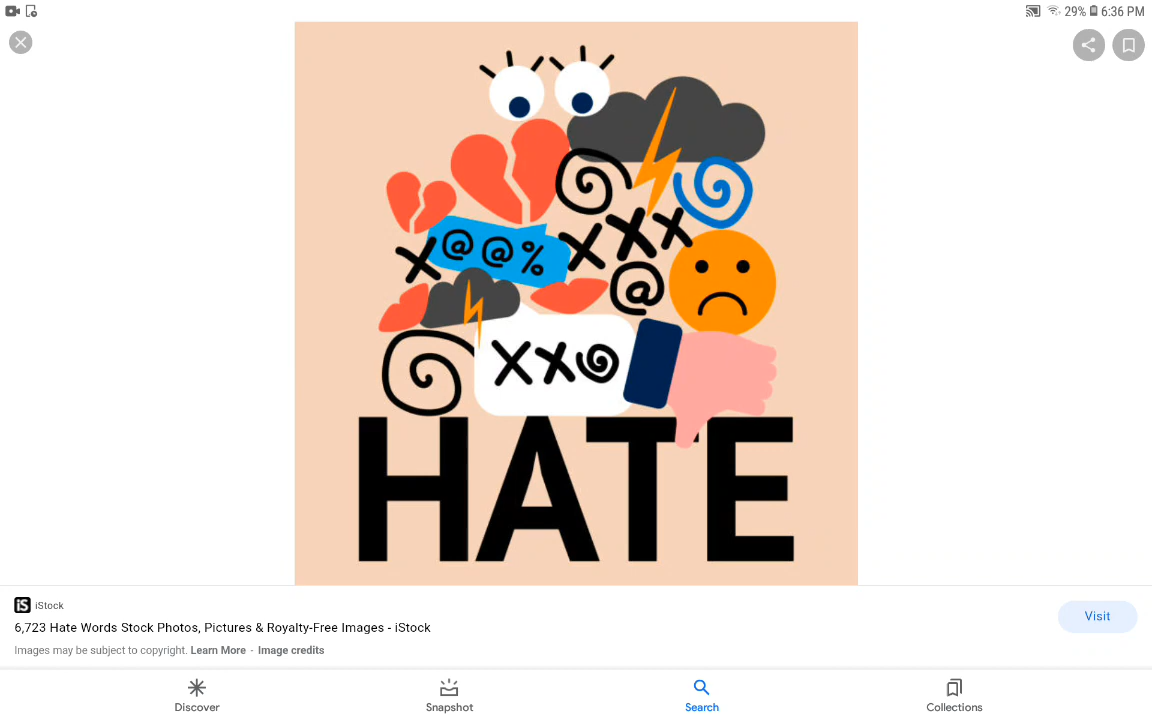 29% 6:36 PM
X@@%
XXX
@
XX@
HATE
iS iStock
6,723 Hate Words Stock Photos, Pictures & Royalty-Free Images - iStock
Visit
Images may be subject to copyright. Learn More - Image credits
Discover Snapshot Search Collections